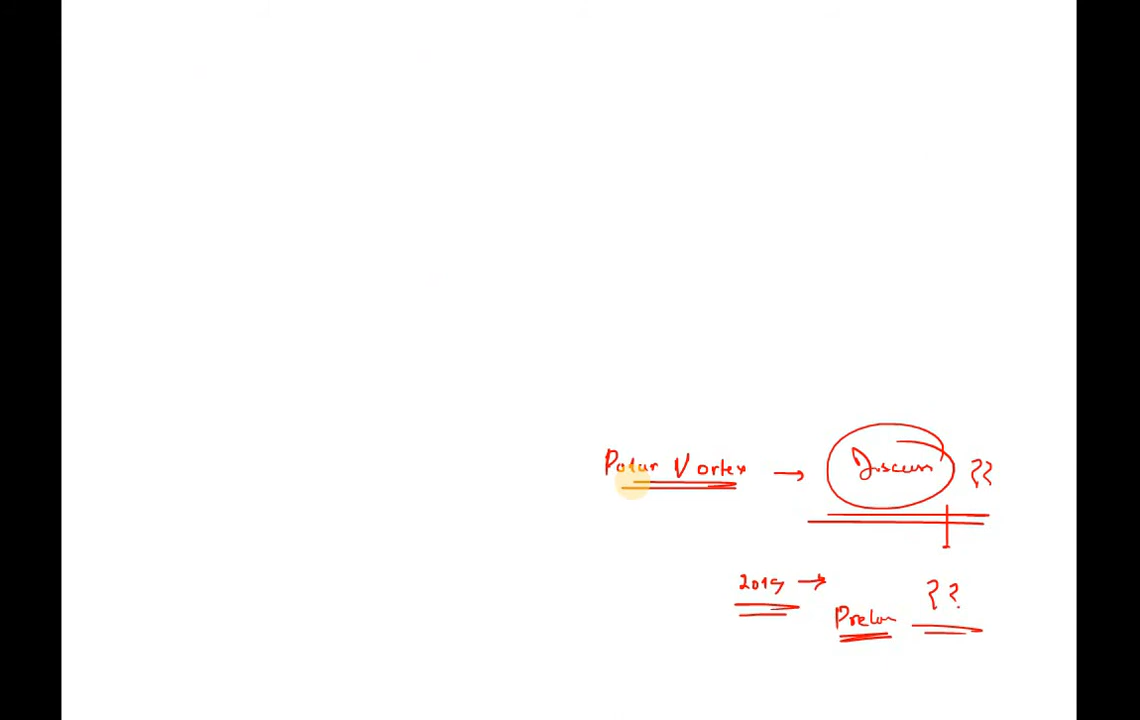 Polar Vortex → Discuss ??
2019 →
??
Prelim